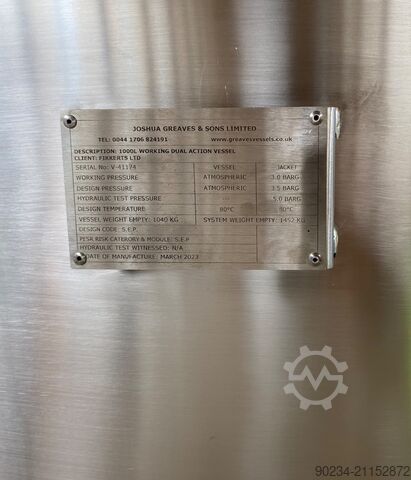 JOSHUA GREAVES & SONS LIMITED
TEL: 0044 1706 824191 www.greavesvessels.co.uk
DESCRIPTION: 1000L WORKING DUAL ACTION VESSEL
CLIENT: FIKKERTS LTD
SERIAL No: V-41174 VESSEL JACKET
WORKING PRESSURE ATMOSPHERIC 3.0 BARG
DESIGN PRESSURE ATMOSPHERIC 3.5 BARG
HYDRAULIC TEST PRESSURE 5.0 BARG
DESIGN TEMPERATURE 80°C 90°C
VESSEL WEIGHT EMPTY: 1040 KG SYSTEM WEIGHT EMPTY: 1452 KG
DESIGN CODE: S.E.P.
PESR RISK CATERORY & MODULE: S.E.P
HYDRAULIC TEST WITNESSED: N/A
DATE OF MANUFACTURE: MARCH 2023
90234-21152872